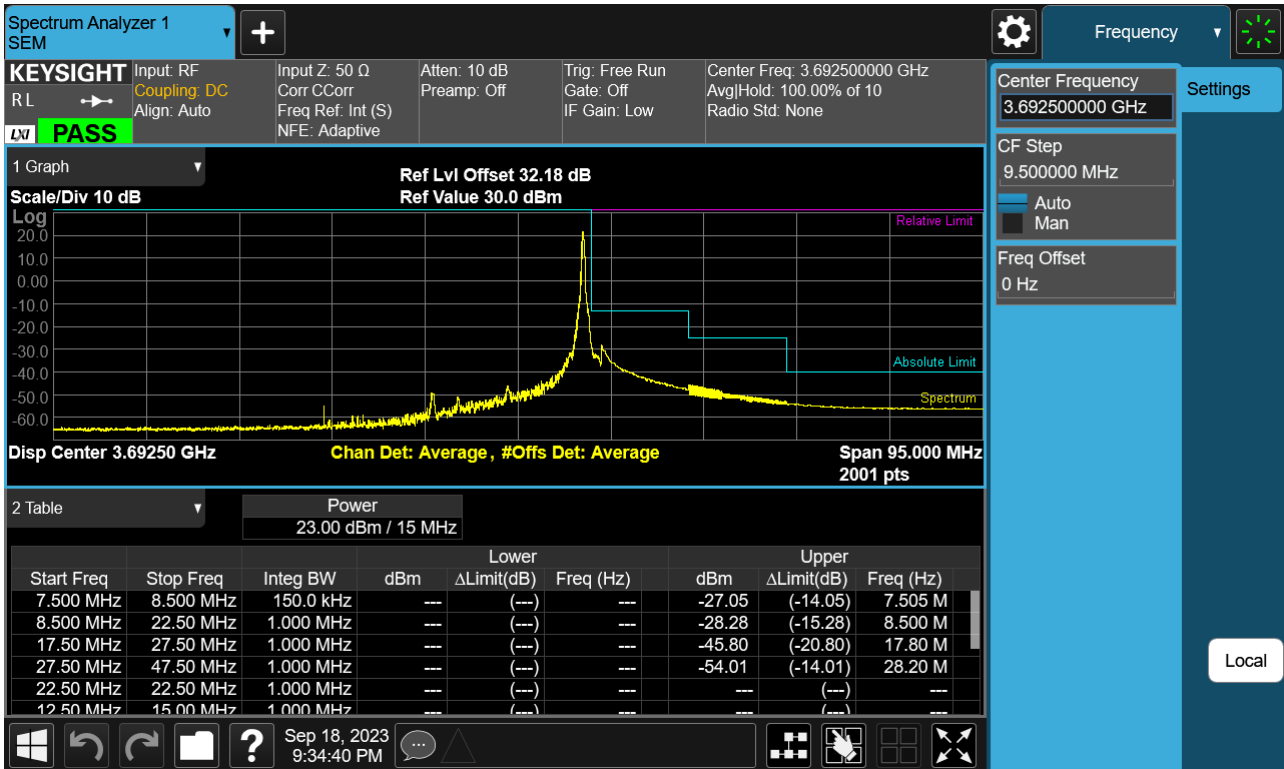 Spectrum Analyzer 1
SEM
Frequency
KEYSIGHT
R L
LXI
PASS
Input: RF
Coupling: DC
Align: Auto
Input Z: 50 Ω
Corr CCorr
Freq Ref: Int (S)
NFE: Adaptive
Atten: 10 dB
Preamp: Off
Trig: Free Run
Gate: Off
IF Gain: Low
Center Freq: 3.692500000 GHz
Avg|Hold: 100.00% of 10
Radio Std: None
Center Frequency
3.692500000 GHz
Settings
CF Step
9.500000 MHz
Auto
Man
Freq Offset
0 Hz
1 Graph
Ref Lvl Offset 32.18 dB
Scale/Div 10 dB
Ref Value 30.0 dBm
Log
Relative Limit
20.0
10.0
0.00
-10.0
-20.0
-30.0
Absolute Limit
-40.0
-50.0
Spectrum
-60.0
Disp Center 3.69250 GHz
Chan Det: Average , #Offs Det: Average
Span 95.000 MHz
2001 pts
2 Table
Power
23.00 dBm / 15 MHz
Lower Upper
Start Freq Stop Freq Integ BW dBm ΔLimit(dB) Freq (Hz) dBm ΔLimit(dB) Freq (Hz)
7.500 MHz 8.500 MHz 150.0 kHz --- (---) --- -27.05 (-14.05) 7.505 M
8.500 MHz 22.50 MHz 1.000 MHz --- (---) --- -28.28 (-15.28) 8.500 M
17.50 MHz 27.50 MHz 1.000 MHz --- (---) --- -45.80 (-20.80) 17.80 M
27.50 MHz 47.50 MHz 1.000 MHz --- (---) --- -54.01 (-14.01) 28.20 M
22.50 MHz 22.50 MHz 1.000 MHz --- (---) --- --- (---) ---
12.50 MHz 15.00 MHz 1.000 MHz --- (---) --- --- (---) ---
Local
?
Sep 18, 2023
9:34:40 PM